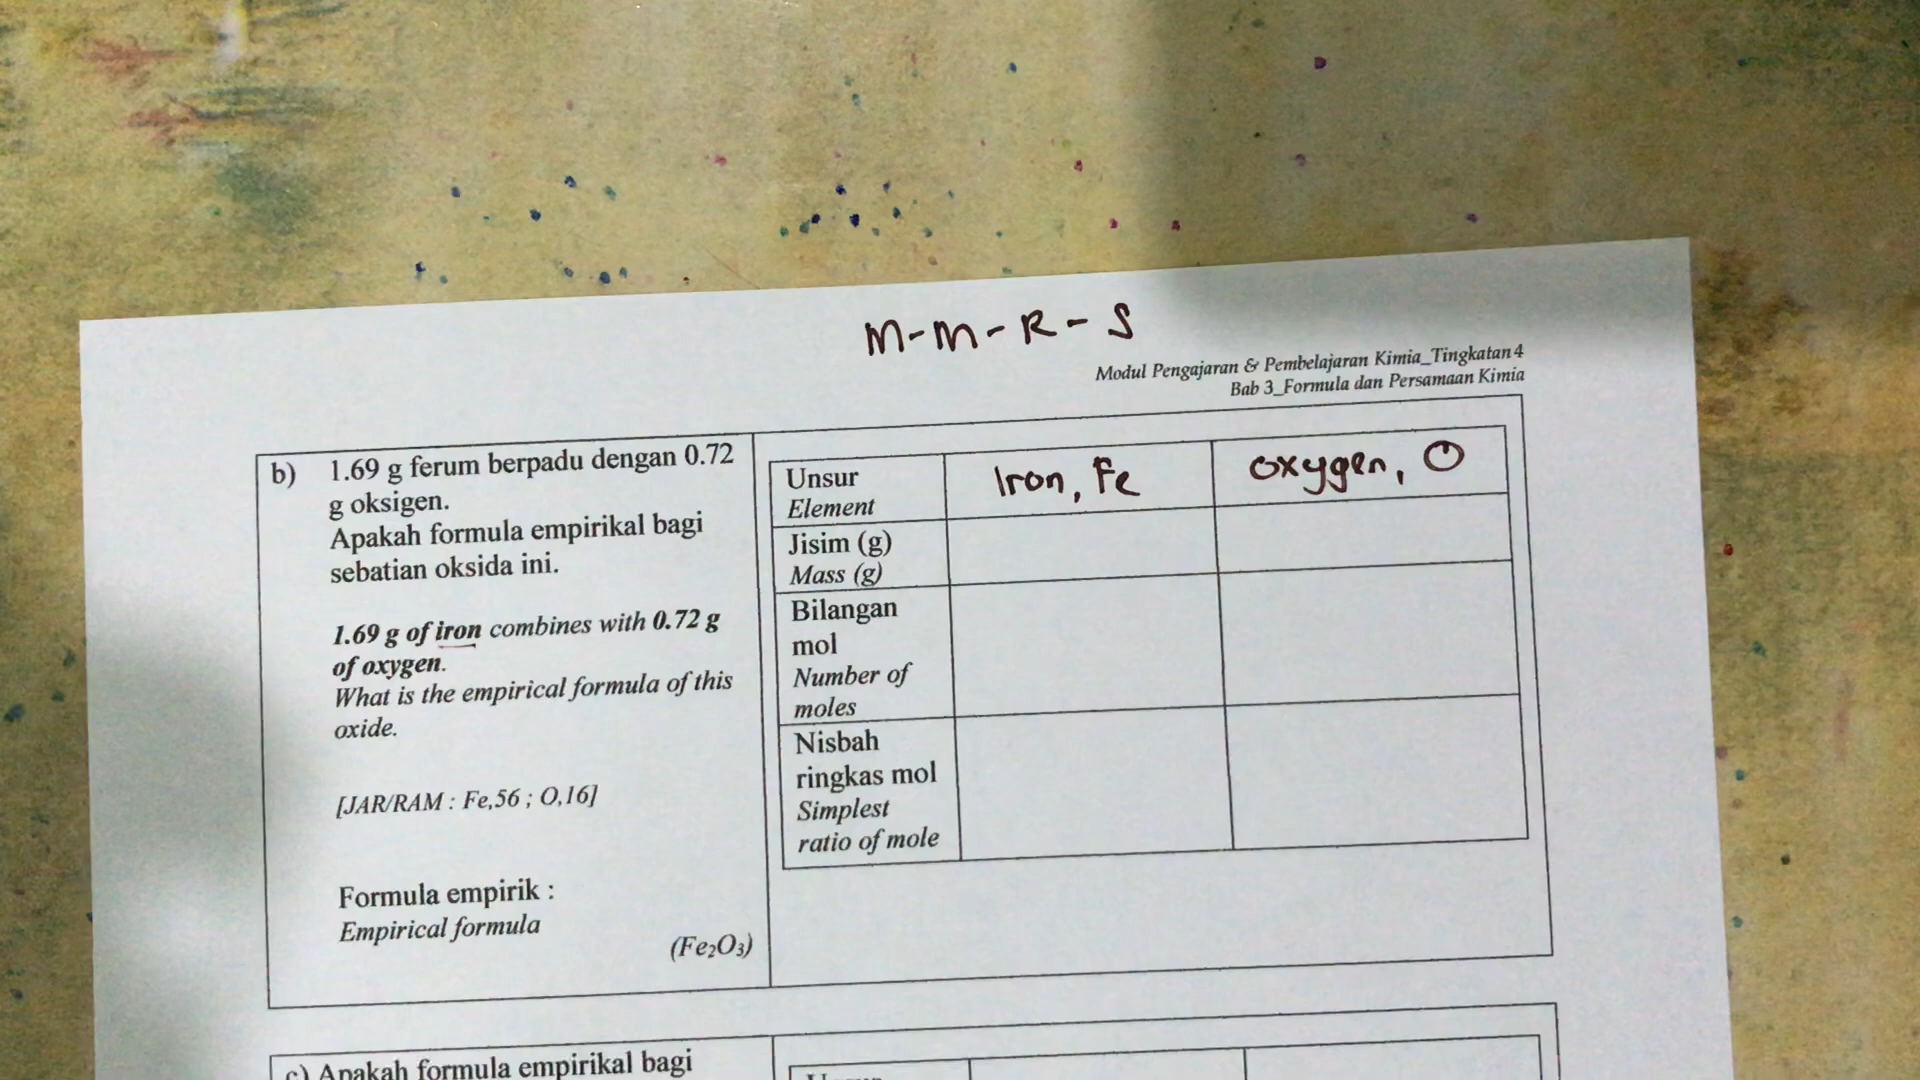 M-M-R-S
Modul Pengajaran & Pembelajaran Kimia_Tingkatan 4
Bab 3_Formula dan Persamaan Kimia
b) 1.69 g ferum berpadu dengan 0.72
g oksigen.
Apakah formula empirikal bagi
sebatian oksida ini.
1.69 g of iron combines with 0.72 g
of oxygen.
What is the empirical formula of this
oxide.
[JAR/RAM : Fe,56 ; O,16]
Formula empirik :
Empirical formula
(Fe₂O₃)
Unsur
Element
Iron, Fe
Oxygen, O
Jisim (g)
Mass (g)
Bilangan
mol
Number of
moles
Nisbah
ringkas mol
Simplest
ratio of mole
c) Apakah formula empirikal bagi